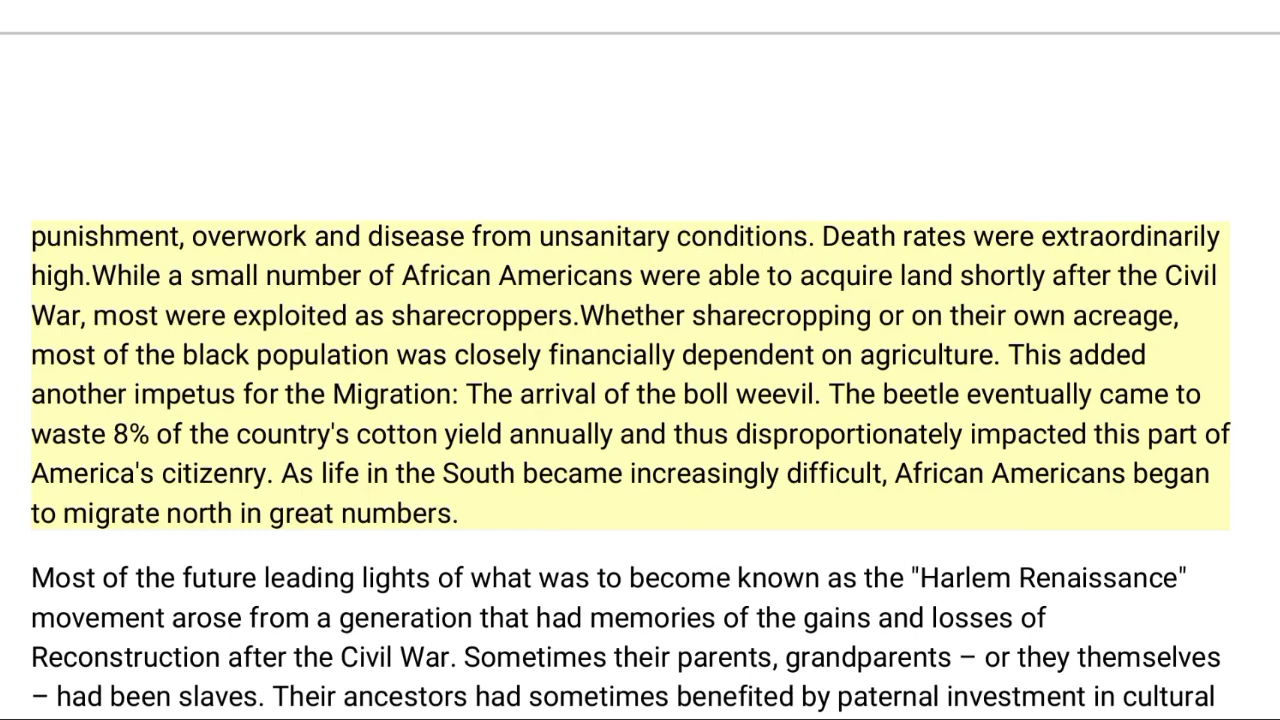 punishment, overwork and disease from unsanitary conditions. Death rates were extraordinarily
high.While a small number of African Americans were able to acquire land shortly after the Civil
War, most were exploited as sharecroppers.Whether sharecropping or on their own acreage,
most of the black population was closely financially dependent on agriculture. This added
another impetus for the Migration: The arrival of the boll weevil. The beetle eventually came to
waste 8% of the country's cotton yield annually and thus disproportionately impacted this part of
America's citizenry. As life in the South became increasingly difficult, African Americans began
to migrate north in great numbers.
Most of the future leading lights of what was to become known as the "Harlem Renaissance"
movement arose from a generation that had memories of the gains and losses of
Reconstruction after the Civil War. Sometimes their parents, grandparents – or they themselves
– had been slaves. Their ancestors had sometimes benefited by paternal investment in cultural